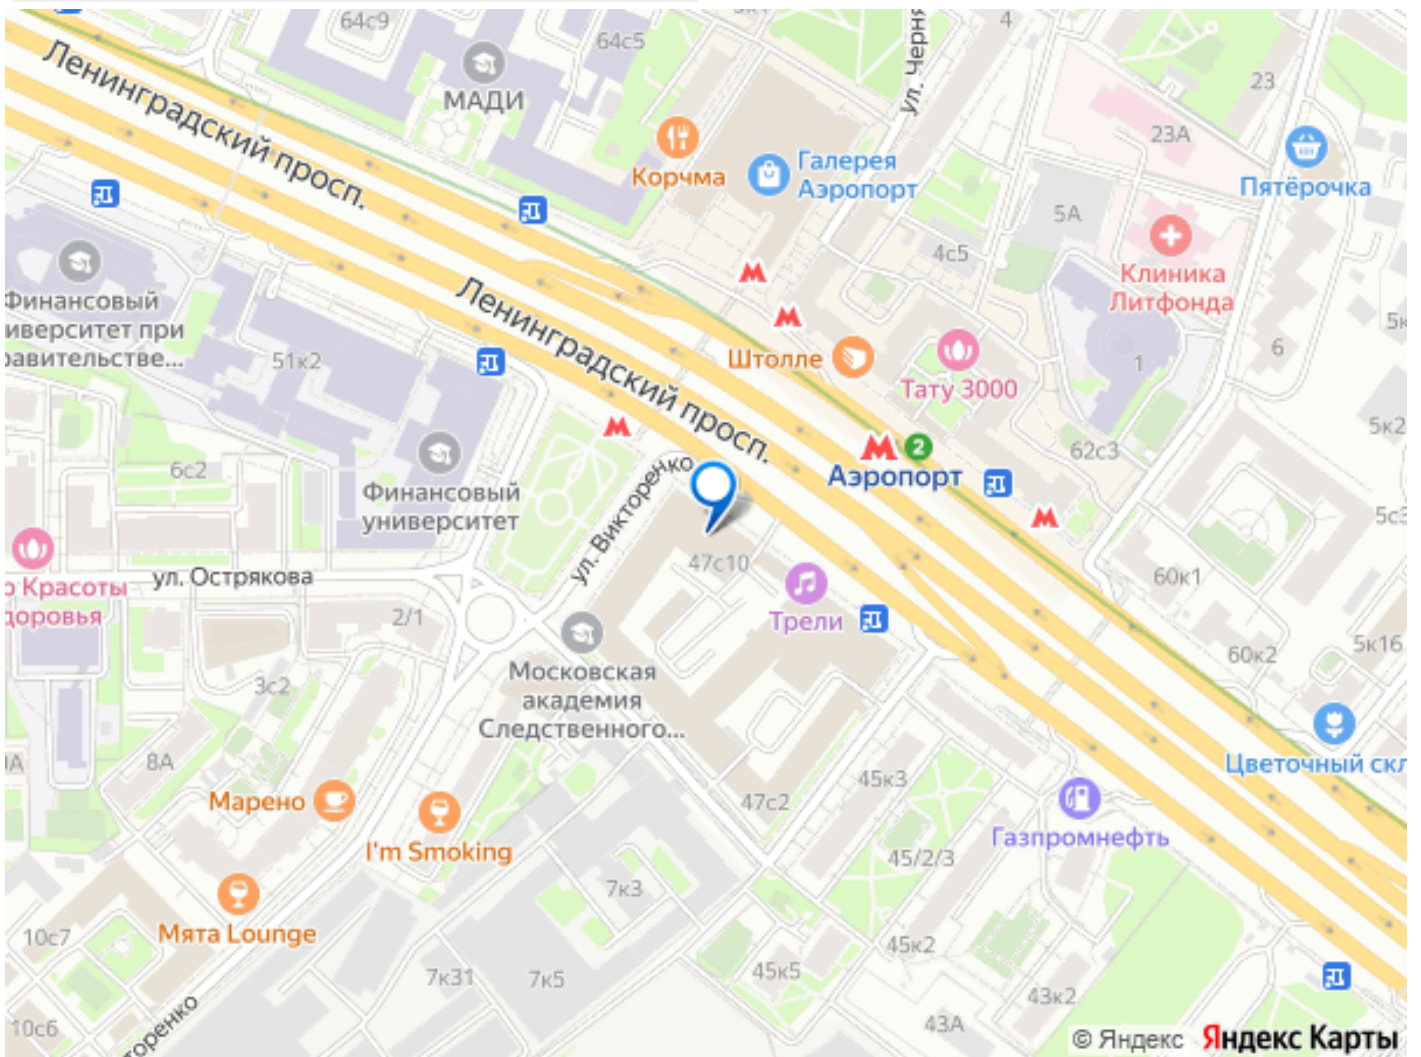 64с9
64с5
4
МАДИ
Ленинградский просп.
ул. Черня
23
23А
Корчма
Галерея
Аэропорт
Пятёрочка
5А
4с5
Клиника
Литфонда
Финансовый
иверситет при
равительстве...
51к2
Ленинградский просп.
Штолле
Тату 3000
1
6
5к
5к2
6с2
Финансовый
университет
ул. Викторенко
Аэропорт
2
62с3
5с3
о Красоты
доровья
ул. Острякова
2/1
47с10
Трели
60к1
60к2
5к16
Московская
академия
Следственного...
3с2
8А
Марено
I'm Smoking
47с2
45к3
Газпромнефть
Цветочный скл
45/2/3
7к3
10с7
Мята Lounge
7к31
7к5
45к5
45к2
43к2
43А
10с6
торенко
© Яндекс Яндекс Карты